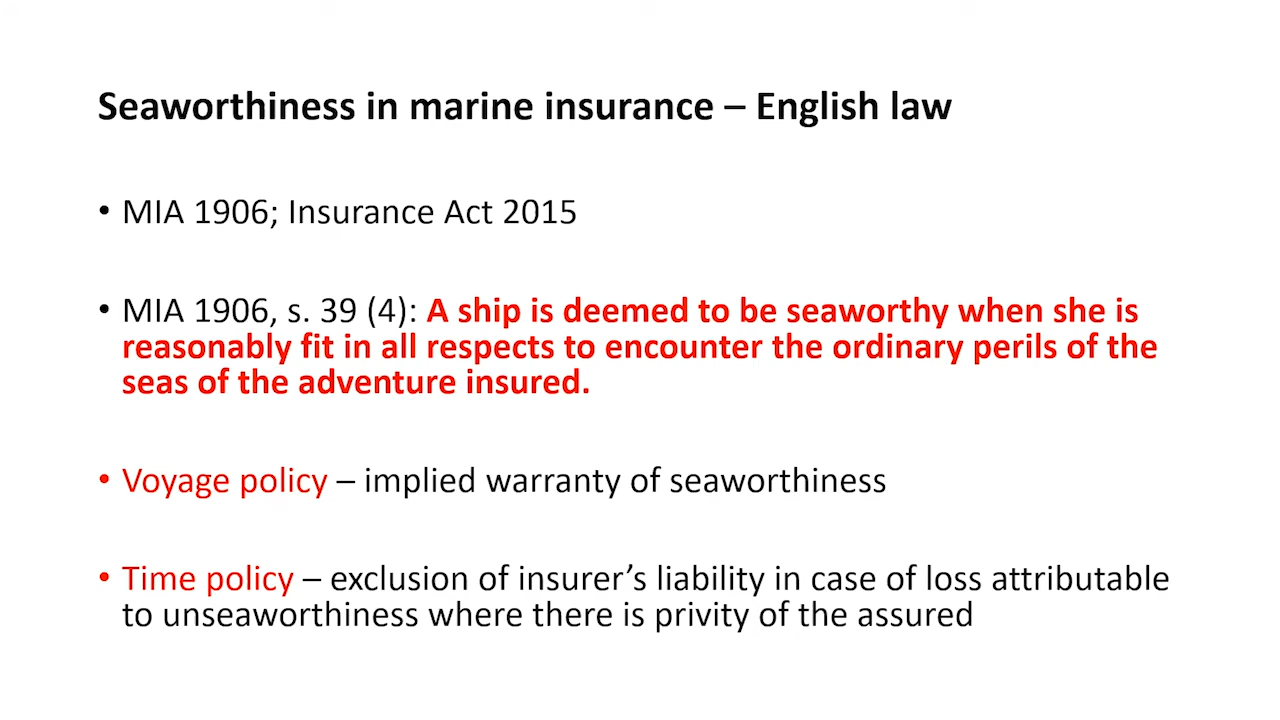 Seaworthiness in marine insurance – English law
• MIA 1906; Insurance Act 2015
• MIA 1906, s. 39 (4): A ship is deemed to be seaworthy when she is
reasonably fit in all respects to encounter the ordinary perils of the
seas of the adventure insured.
• Voyage policy – implied warranty of seaworthiness
• Time policy – exclusion of insurer’s liability in case of loss attributable
to unseaworthiness where there is privity of the assured